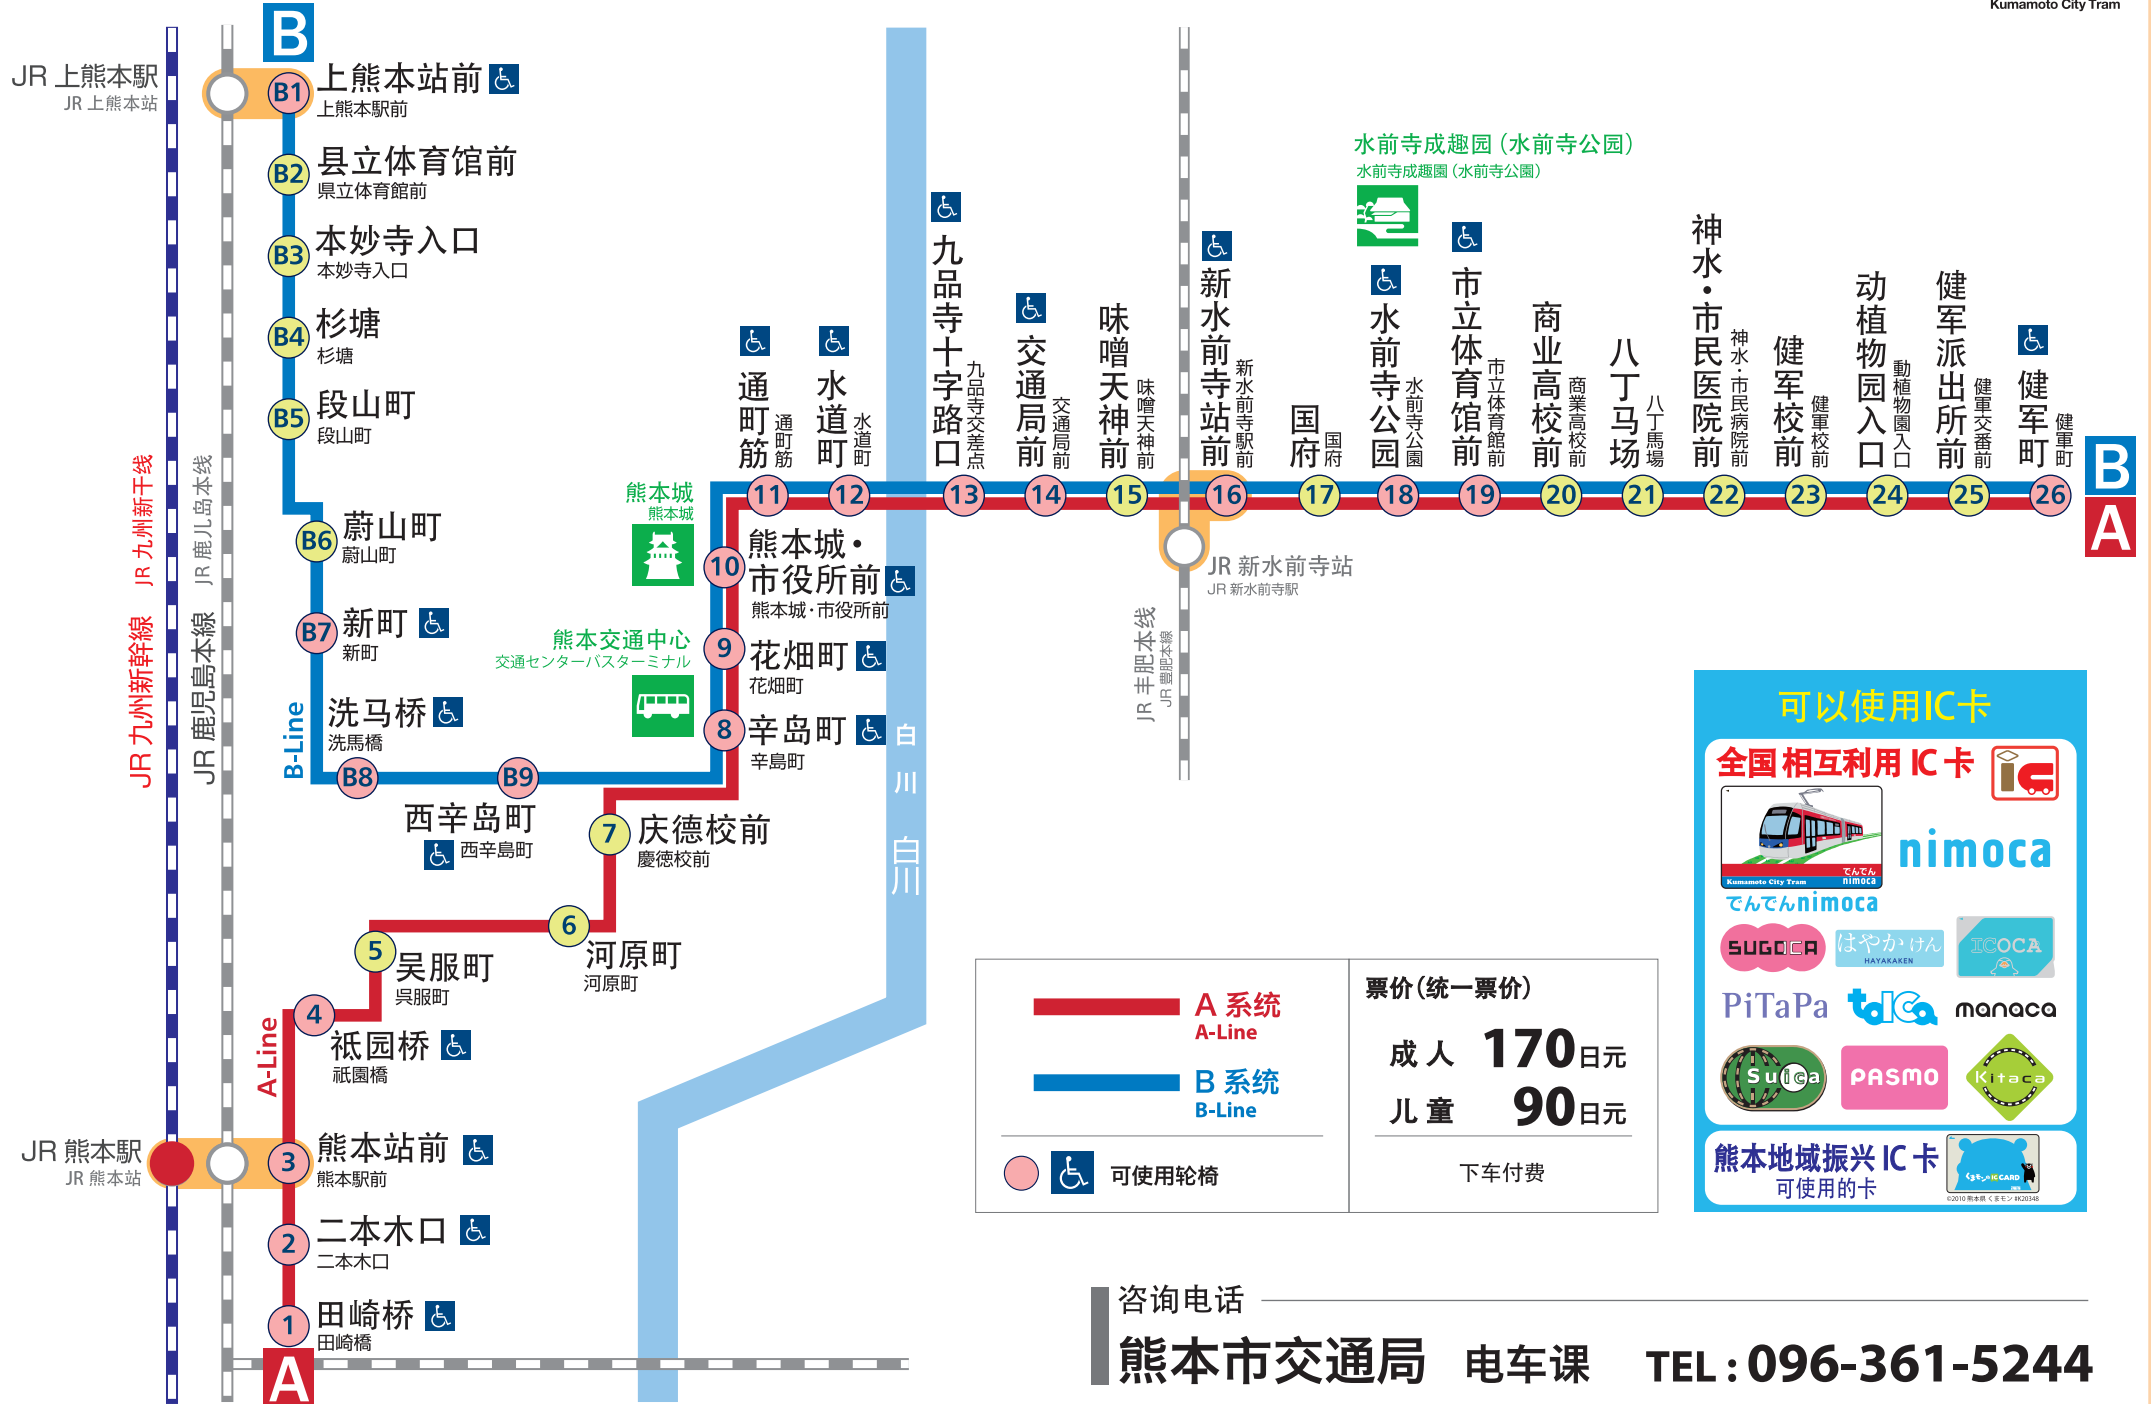 Kumamoto City Tram
B
JR 上熊本駅
JR 上熊本站
B1
上熊本站前
上熊本駅前
B2
县立体育馆前
県立体育館前
B3
本妙寺入口
本妙寺入口
B4
杉塘
杉塘
B5
段山町
段山町
B6
蔚山町
蔚山町
B7
新町
新町
洗马桥
洗馬橋
B8
B9
西辛岛町
西辛島町
B-Line
JR 九州新干线
JR 九州新幹線
JR 鹿儿岛本线
JR 鹿児島本線
熊本城
熊本城
熊本交通中心
交通センターバスターミナル
10
熊本城・
市役所前
熊本城・市役所前
9
花畑町
花畑町
8
辛岛町
辛島町
7
庆德校前
慶徳校前
6
河原町
河原町
5
吴服町
呉服町
4
祗园桥
祇園橋
A-Line
JR 熊本駅
JR 熊本站
3
熊本站前
熊本駅前
2
二本木口
二本木口
1
田崎桥
田崎橋
A
白川
白川
通町筋
通町筋
11
水道町
水道町
12
九品寺十字路口
九品寺交差点
13
交通局前
交通局前
14
味噌天神前
味噌天神前
15
新水前寺站前
新水前寺駅前
16
JR 新水前寺站
JR 新水前寺駅
JR 丰肥本线
JR 豊肥本線
国府
国府
17
水前寺成趣园（水前寺公园）
水前寺成趣園（水前寺公園）
水前寺公园
水前寺公園
18
市立体育馆前
市立体育館前
19
商业高校前
商業高校前
20
八丁马场
八丁馬場
21
神水・市民医院前
神水・市民病院前
22
健军校前
健軍校前
23
动植物园入口
動植物園入口
24
健军派出所前
健軍交番前
25
健军町
健軍町
26
B
A
A 系统
A-Line
B 系统
B-Line
可使用轮椅
票价（统一票价）
成人 170日元
儿童 90日元
下车付费
可以使用IC卡
全国相互利用 IC 卡
ic
でんでん
nimoca
Kumamoto City Tram
nimoca
でんでんnimoca
SUGOCA
はやかけん
HAYAKAKEN
ICOCA
PiTaPa
toica
manaca
Suica
PASMO
Kitaca
熊本地域振兴 IC 卡
可使用的卡
くまモンのIC CARD
©2010 熊本県 くまモン #K20348
咨询电话
熊本市交通局 电车课 TEL : 096-361-5244